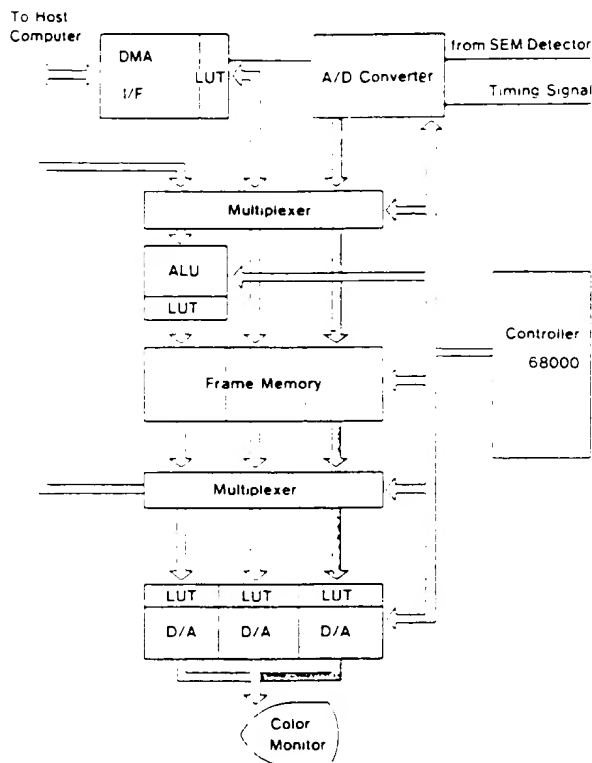 To Host
Computer
DMA
I/F
LUT
A/D Converter
from SEM Detector
Timing Signal
Multiplexer
ALU
LUT
Controller
68000
Frame Memory
Multiplexer
LUT LUT LUT
D/A D/A D/A
Color
Monitor